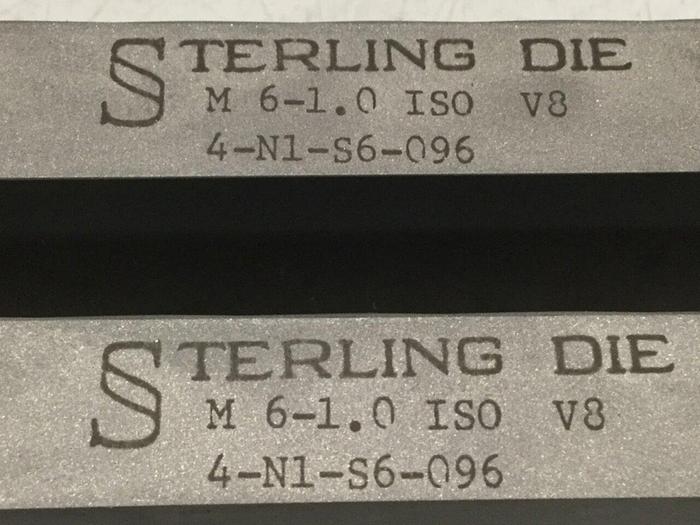 STERLING DIE
M 6-1.0 ISO V8
4-N1-S6-096
STERLING DIE
M 6-1.0 ISO V8
4-N1-S6-096